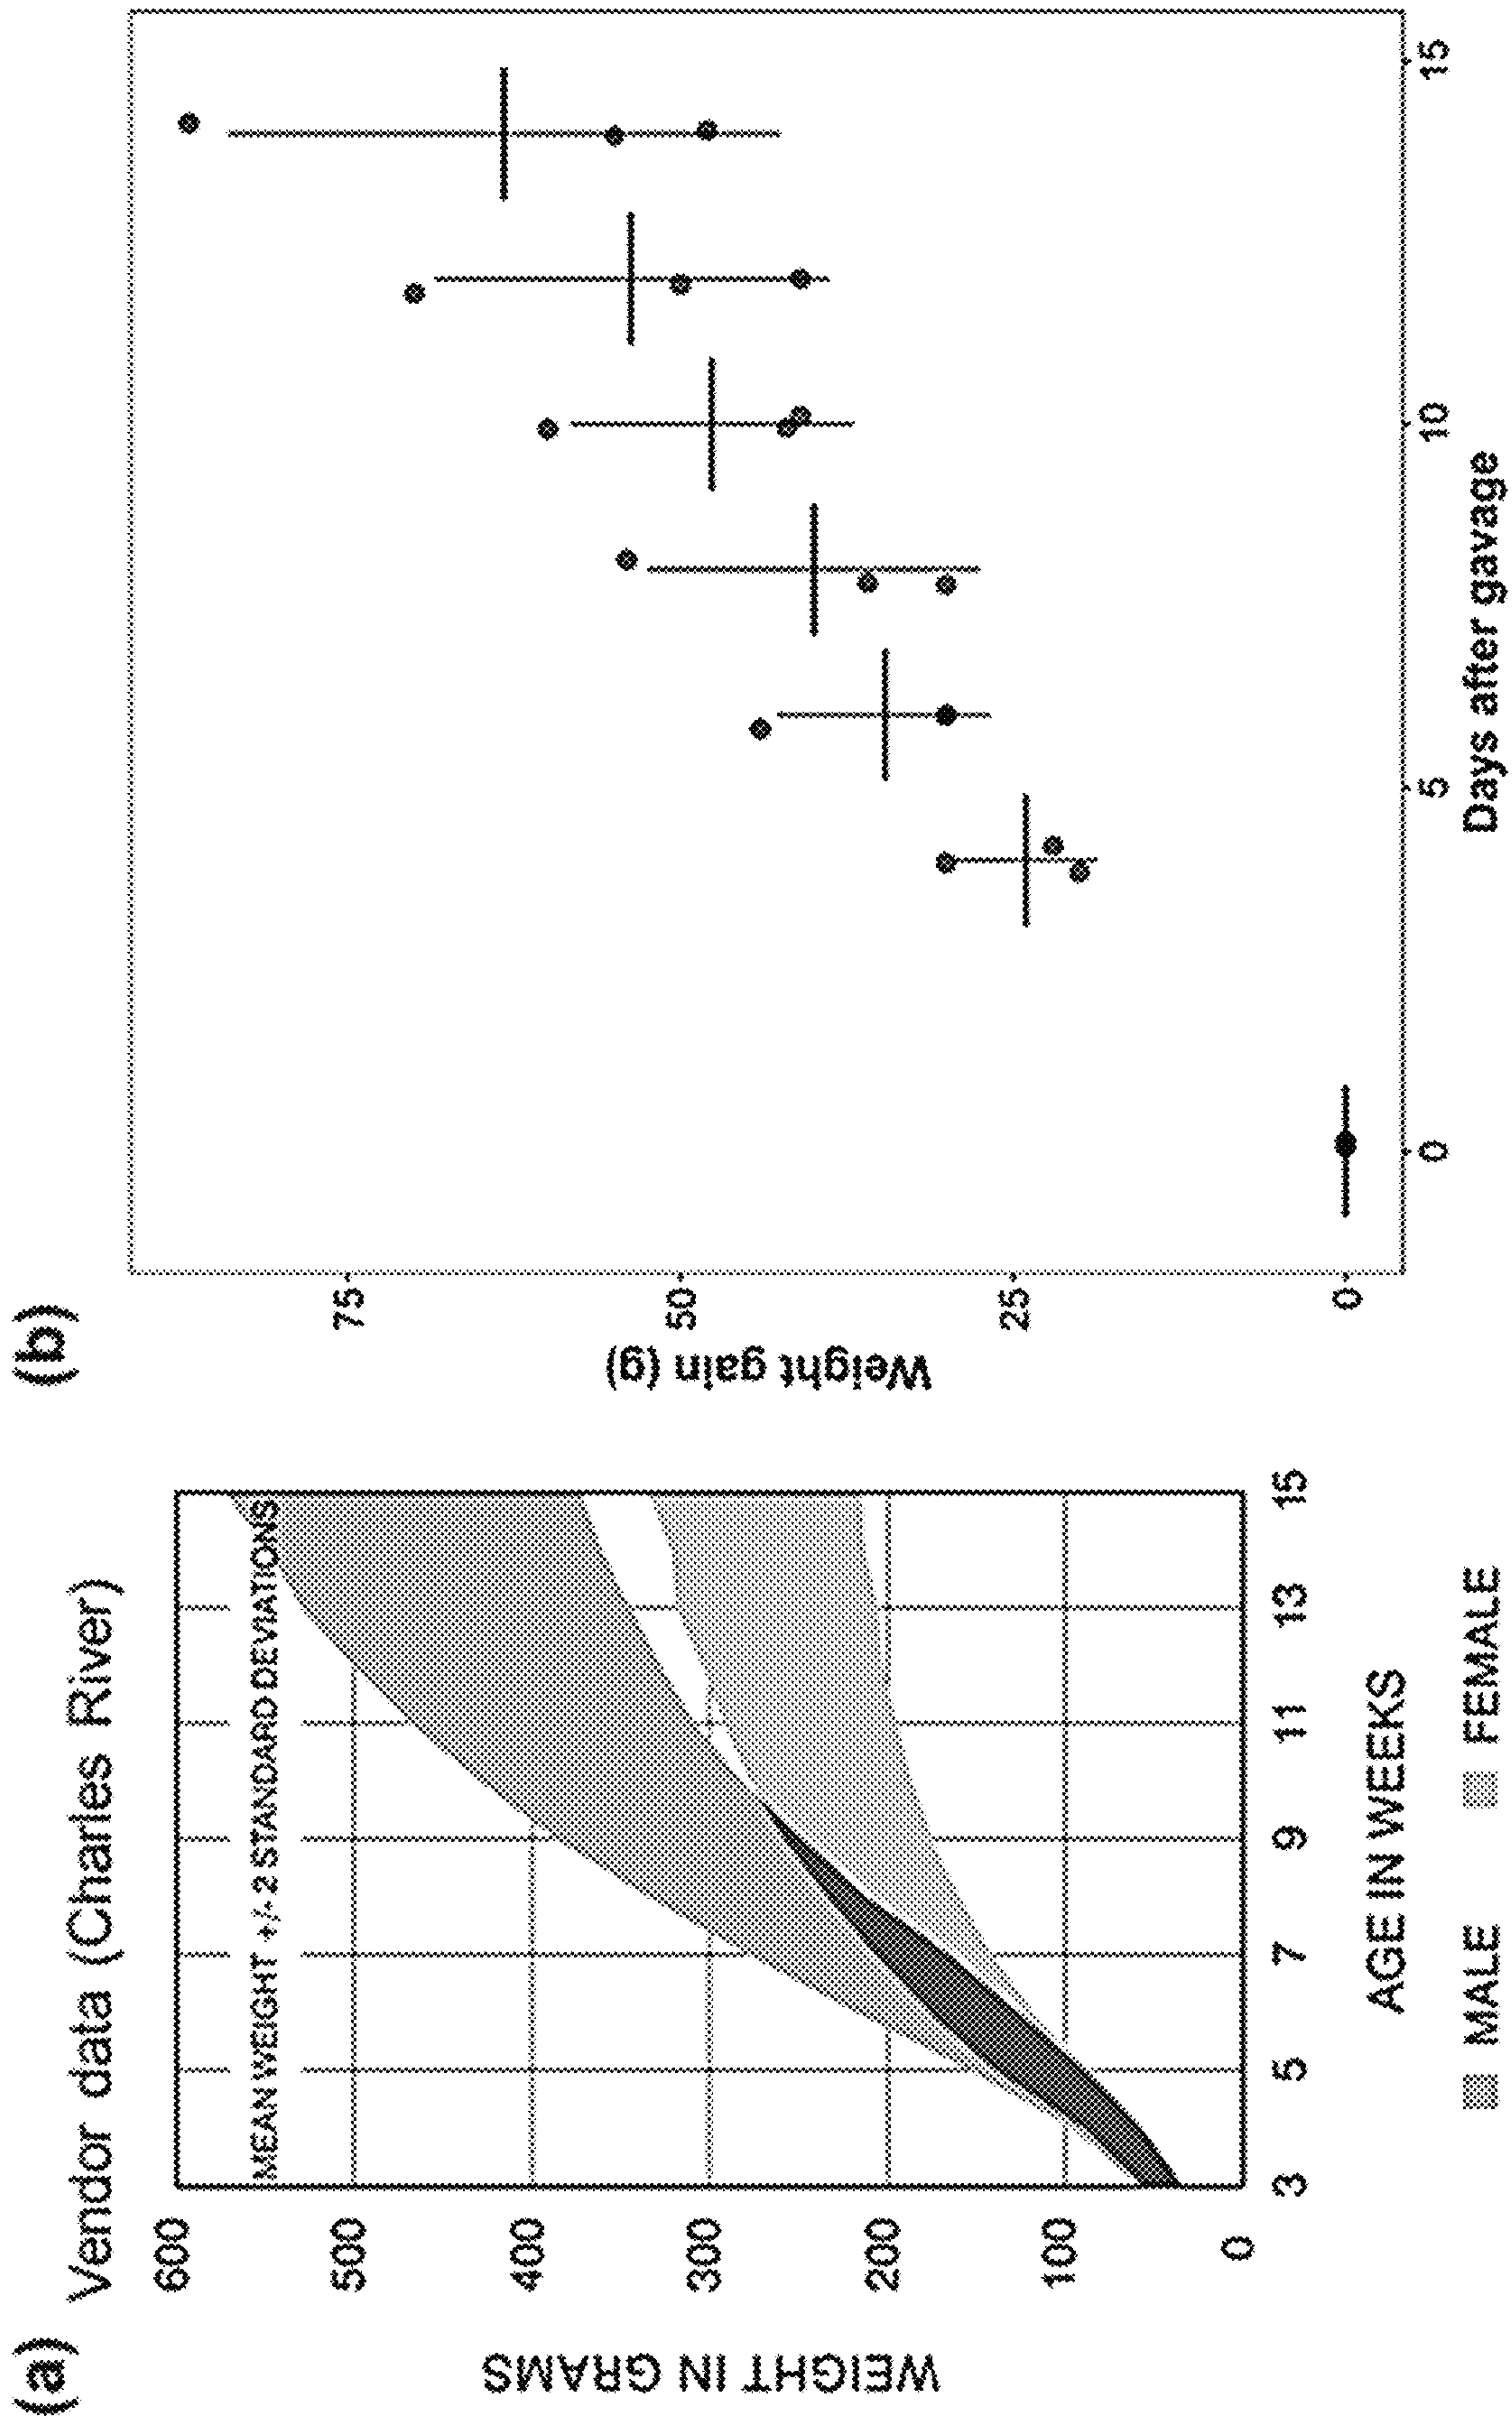 (a) Vendor data (Charles River)
MEAN WEIGHT +/- 2 STANDARD DEVIATIONS
WEIGHT IN GRAMS
600
500
400
300
200
100
0
3 5 7 9 11 13 15
AGE IN WEEKS
MALE FEMALE
(b)
Weight gain (g)
75
50
25
0
0 5 10 15
Days after gavage